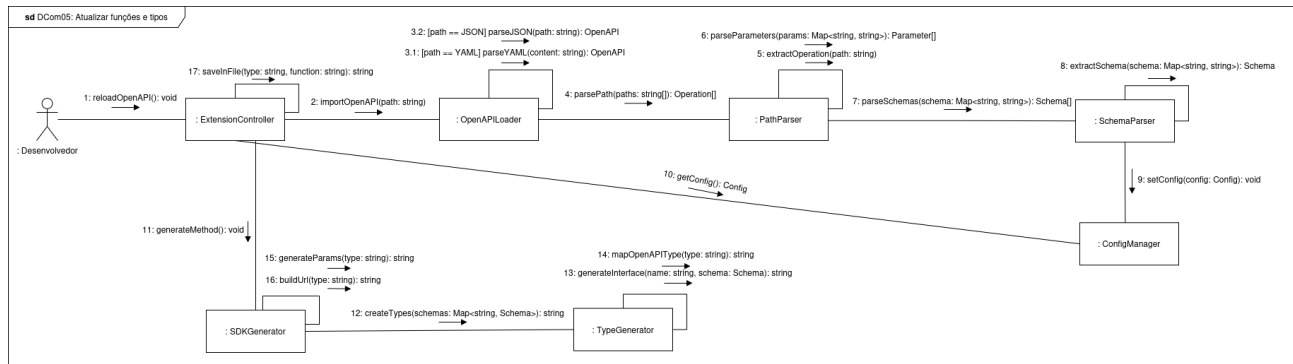 sd DCom05: Atualizar funções e tipos
3.2: [path == JSON] parseJSON(path: string): OpenAPI
3.1: [path == YAML] parseYAML(content: string): OpenAPI
6: parseParameters(params: Map<string, string>): Parameter[]
5: extractOperation(path: string)
17: saveInFile(type: string, function: string): string
8: extractSchema(schema: Map<string, string>): Schema
1: reloadOpenAPI(): void
2: importOpenAPI(path: string)
4: parsePath(paths: string[]): Operation[]
7: parseSchemas(schema: Map<string, string>): Schema[]
: Desenvolvedor
: ExtensionController
: OpenAPILoader
: PathParser
: SchemaParser
10: getConfig(): Config
9: setConfig(config: Config): void
11: generateMethod(): void
: ConfigManager
15: generateParams(type: string): string
16: buildUrl(type: string): string
14: mapOpenAPIType(type: string): string
13: generateInterface(name: string, schema: Schema): string
12: createTypes(schemas: Map<string, Schema>): string
: SDKGenerator
: TypeGenerator